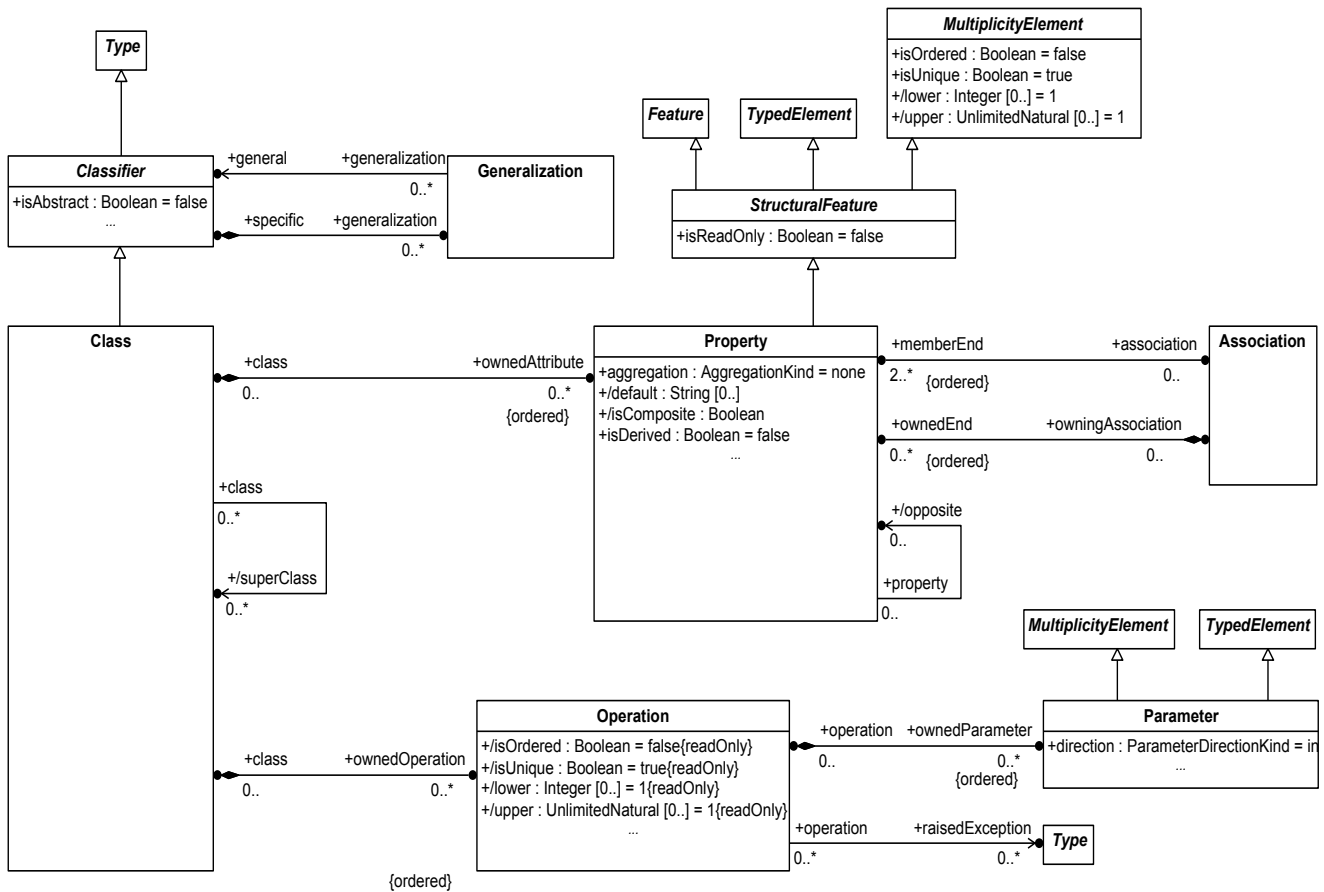 MultiplicityElement
+isOrdered : Boolean = false
+isUnique : Boolean = true
+/lower : Integer [0..] = 1
+/upper : UnlimitedNatural [0..] = 1
Type
Feature
TypedElement
Classifier
+isAbstract : Boolean = false
...
+general
+generalization
0..*
+specific
+generalization
0..*
Generalization
StructuralFeature
+isReadOnly : Boolean = false
Class
+class
0..
+ownedAttribute
0..*
{ordered}
Property
+aggregation : AggregationKind = none
+/default : String [0..]
+/isComposite : Boolean
+isDerived : Boolean = false
...
+memberEnd
2..*
{ordered}
+association
0..
+ownedEnd
0..*
{ordered}
+owningAssociation
0..
Association
+class
0..*
+/superClass
0..*
+/opposite
0..
+property
0..
MultiplicityElement
TypedElement
+class
0..
+ownedOperation
0..*
{ordered}
Operation
+/isOrdered : Boolean = false{readOnly}
+/isUnique : Boolean = true{readOnly}
+/lower : Integer [0..] = 1{readOnly}
+/upper : UnlimitedNatural [0..] = 1{readOnly}
...
+operation
0..
+ownedParameter
0..*
{ordered}
Parameter
+direction : ParameterDirectionKind = in
...
+operation
0..*
+raisedException
0..*
Type